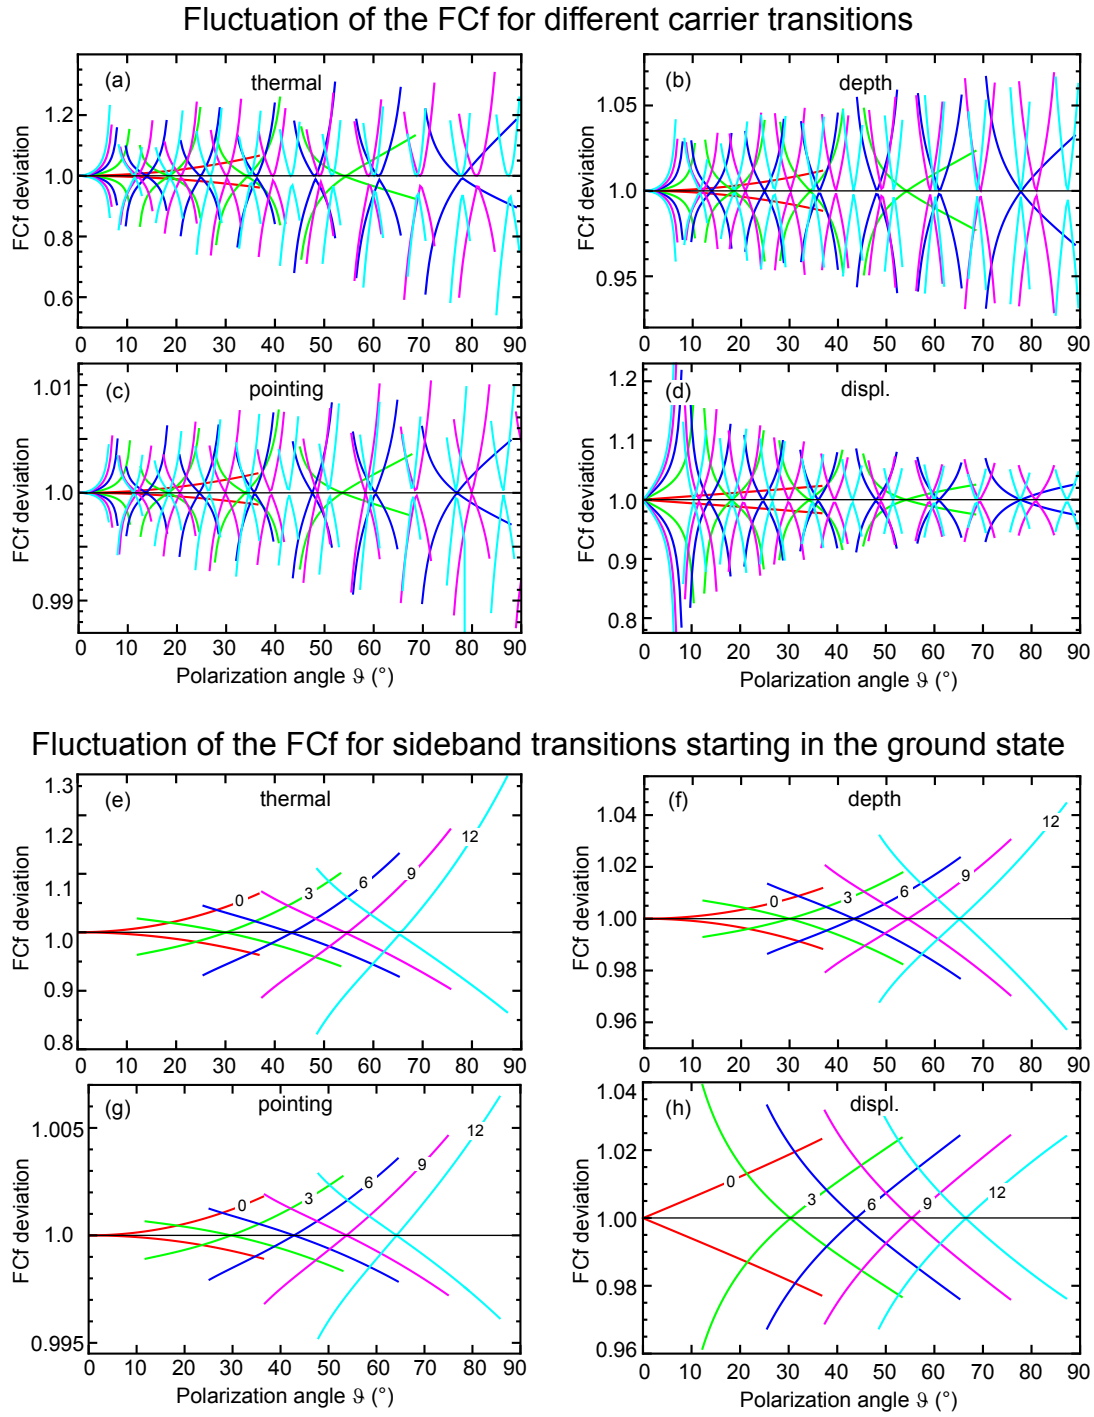 Fluctuation of the FCf for different carrier transitions
(a)
thermal
FCf deviation
1.2
1.0
0.8
0.6
0 10 20 30 40 50 60 70 80 90
(b)
depth
FCf deviation
1.05
1.00
0.95
0 10 20 30 40 50 60 70 80 90
(c)
pointing
FCf deviation
1.01
1.0
0.99
0 10 20 30 40 50 60 70 80 90
Polarization angle ϑ (°)
(d)
displ.
FCf deviation
1.2
1.1
1.0
0.9
0.8
0 10 20 30 40 50 60 70 80 90
Polarization angle ϑ (°)
Fluctuation of the FCf for sideband transitions starting in the ground state
(e)
thermal
FCf deviation
1.3
1.2
1.1
1.0
0.9
0.8
0 3 6 9 12
0 10 20 30 40 50 60 70 80 90
(f)
depth
FCf deviation
1.04
1.02
1.00
0.98
0.96
0 3 6 9 12
0 10 20 30 40 50 60 70 80 90
(g)
pointing
FCf deviation
1.005
1.0
0.995
0 3 6 9 12
0 10 20 30 40 50 60 70 80 90
Polarization angle ϑ (°)
(h)
displ.
FCf deviation
1.04
1.02
1.00
0.98
0.96
0 3 6 9 12
0 10 20 30 40 50 60 70 80 90
Polarization angle ϑ (°)